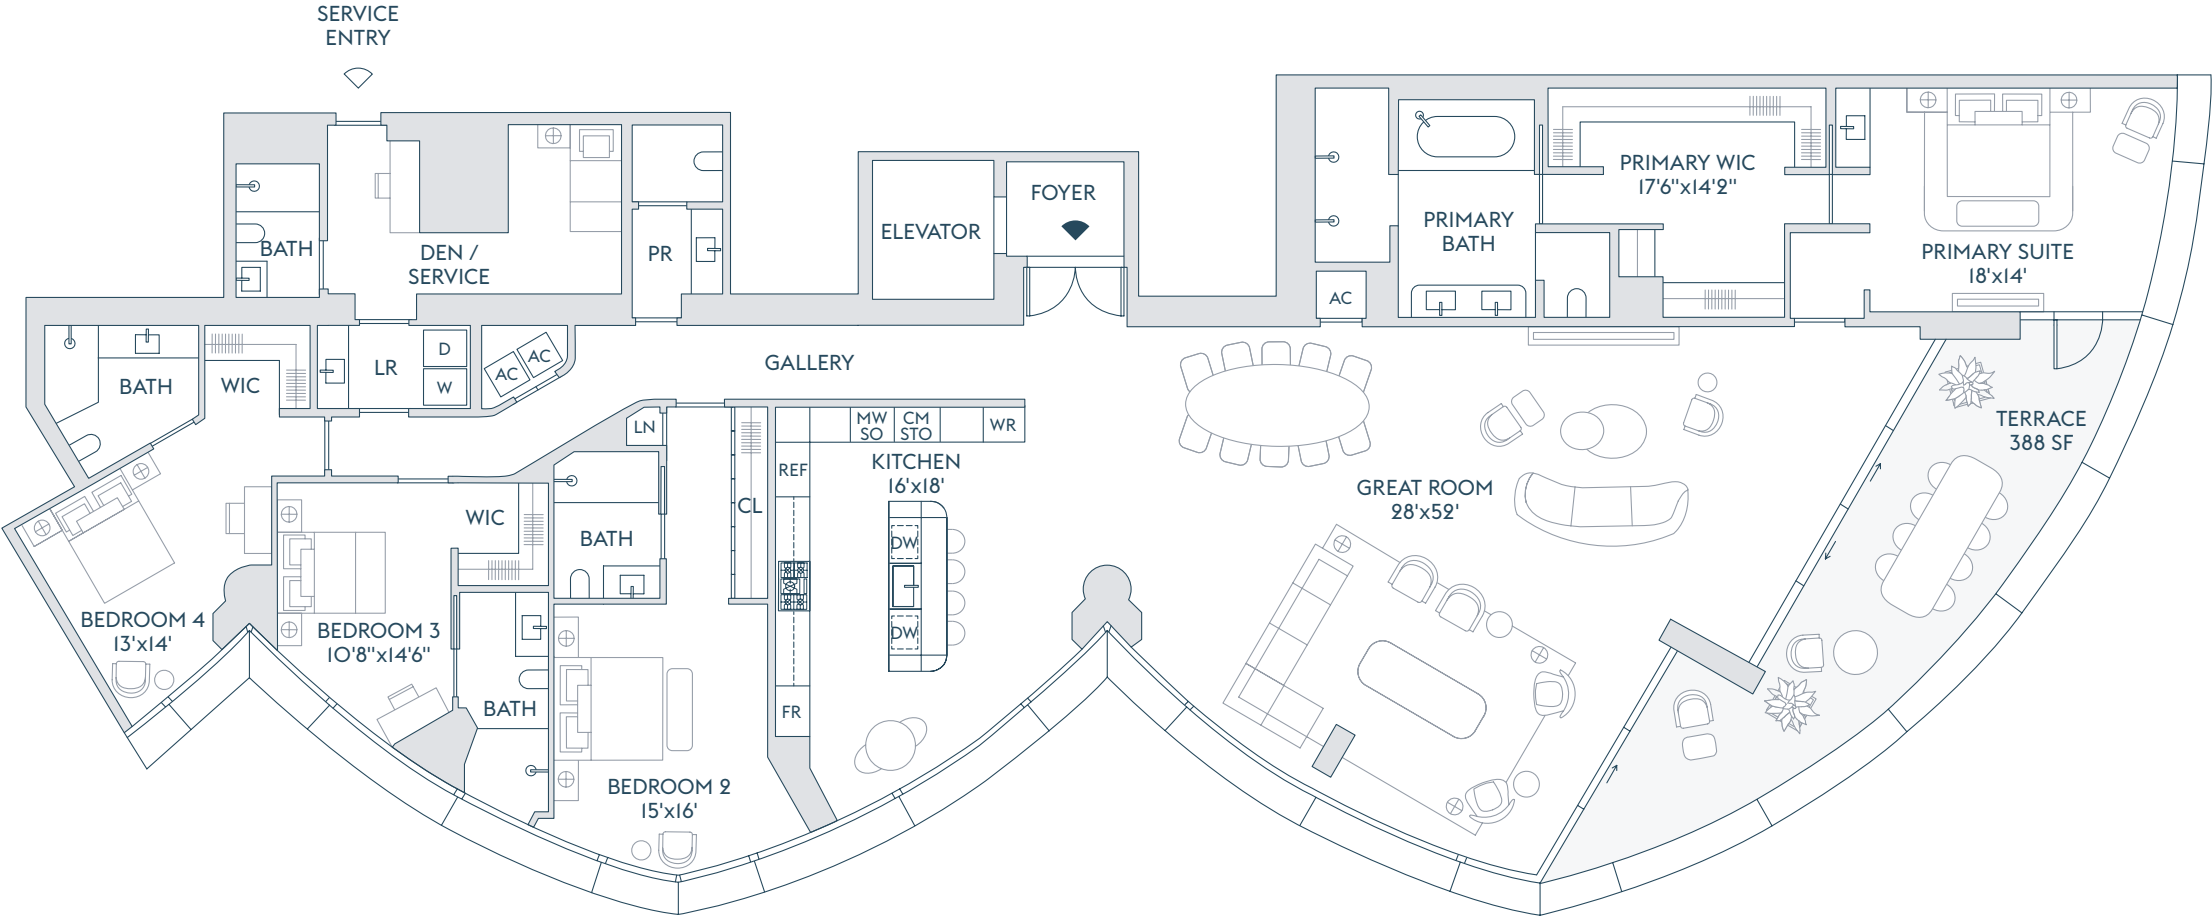 SERVICE
ENTRY
BATH
DEN /
SERVICE
PR
ELEVATOR
FOYER
AC
PRIMARY
BATH
PRIMARY WIC
17'6"x14'2"
PRIMARY SUITE
18'x14'
BATH
WIC
LR
D
W
AC
AC
GALLERY
LN
CL
MW
SO
CM
STO
WR
REF
KITCHEN
16'x18'
DW
DW
FR
GREAT ROOM
28'x52'
TERRACE
388 SF
WIC
BATH
BEDROOM 4
13'x14'
BEDROOM 3
10'8"x14'6"
BATH
BEDROOM 2
15'x16'